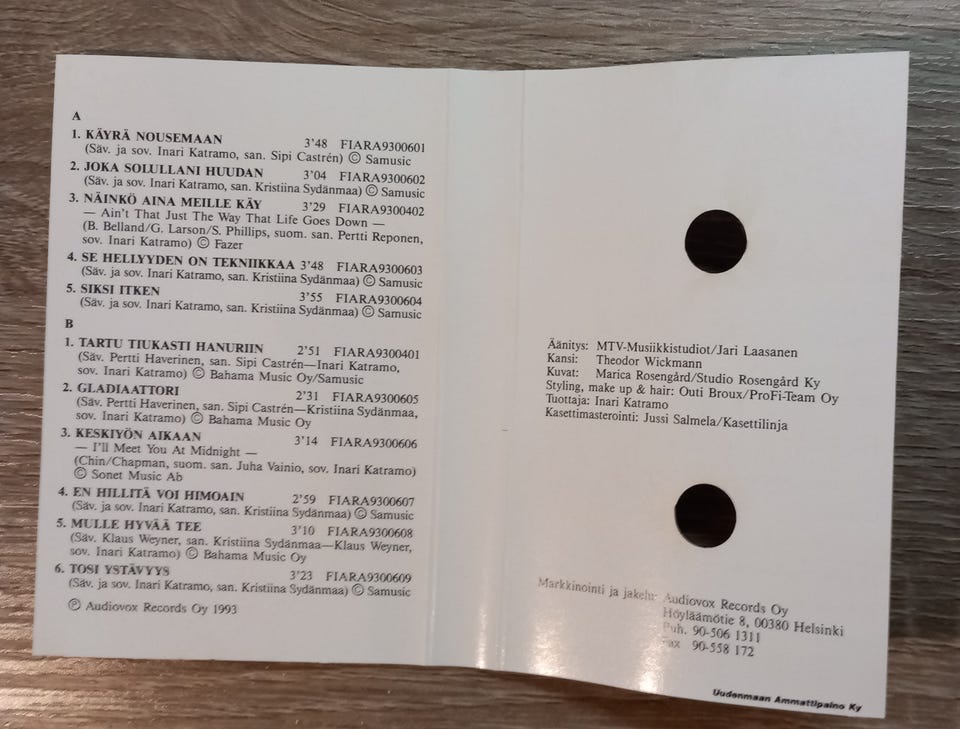 A
1. KÄYRÄ NOUSEMAAN 3'48 FIARA9300601
(Säv. ja sov. Inari Katramo, san. Sipi Castrén) © Samusic
2. JOKA SOLULLANI HUUDAN 3'04 FIARA9300602
(Säv. ja sov. Inari Katramo, san. Kristiina Sydänmaa) © Samusic
3. NÄINKÖ AINA MEILLE KÄY 3'29 FIARA9300402
— Ain't That Just The Way That Life Goes Down —
(B. Belland/G. Larson/S. Phillips, suom. san. Pertti Reponen,
sov. Inari Katramo) © Fazer
4. SE HELLYYDEN ON TEKNIIKKAA 3'48 FIARA9300603
(Säv. ja sov. Inari Katramo, san. Kristiina Sydänmaa) © Samusic
5. SIKSI ITKEN 3'55 FIARA9300604
(Säv. ja sov. Inari Katramo, san. Kristiina Sydänmaa) © Samusic
B
1. TARTU TIUKASTI HANURIIN 2'51 FIARA9300401
(Säv. Pertti Haverinen, san. Sipi Castrén—Inari Katramo,
sov. Inari Katramo) © Bahama Music Oy/Samusic
2. GLADIAATTORI 2'31 FIARA9300605
(Säv. Pertti Haverinen, san. Sipi Castrén—Kristiina Sydänmaa,
sov. Inari Katramo) © Bahama Music Oy
3. KESKIYÖN AIKAAN 3'14 FIARA9300606
— I'll Meet You At Midnight —
(Chin/Chapman, suom. san. Juha Vainio, sov. Inari Katramo)
© Sonet Music Ab
4. EN HILLITÄ VOI HIMOAIN 2'59 FIARA9300607
(Säv. ja sov. Inari Katramo, san. Kristiina Sydänmaa) © Samusic
5. MULLE HYVÄÄ TEE 3'10 FIARA9300608
(Säv. Klaus Weyner, san. Kristiina Sydänmaa—Klaus Weyner,
sov. Inari Katramo) © Bahama Music Oy
6. TOSI YSTÄVYYS 3'23 FIARA9300609
(Säv. ja sov. Inari Katramo, san. Kristiina Sydänmaa) © Samusic
℗ Audiovox Records Oy 1993
Äänitys: MTV-Musiikkistudiot/Jari Laasanen
Kansi: Theodor Wickmann
Kuvat: Marica Rosengård/Studio Rosengård Ky
Styling, make up & hair: Outi Broux/ProFi-Team Oy
Tuottaja: Inari Katramo
Kasettimasterointi: Jussi Salmela/Kasettilinja
Markkinointi ja jakelu: Audiovox Records Oy
Höyläämötie 8, 00380 Helsinki
Puh. 90-506 1311
Fax 90-558 172
Uudenmaan Ammattipaino Ky